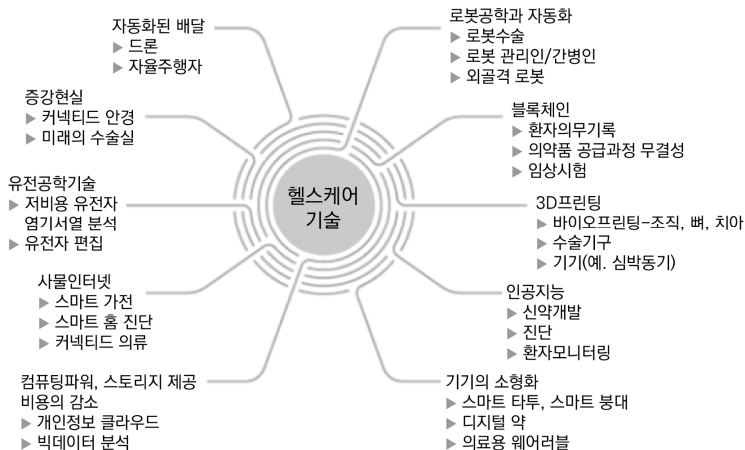 자동화된 배달
▶ 드론
▶ 자율주행자
로봇공학과 자동화
▶ 로봇수술
▶ 로봇 관리인/간병인
▶ 외골격 로봇
증강현실
▶ 커넥티드 안경
▶ 미래의 수술실
블록체인
▶ 환자의무기록
▶ 의약품 공급과정 무결성
▶ 임상시험
유전공학기술
▶ 저비용 유전자
염기서열 분석
▶ 유전자 편집
헬스케어
기술
3D프린팅
▶ 바이오프린팅-조직, 뼈, 치아
▶ 수술기구
▶ 기기(예. 심박동기)
사물인터넷
▶ 스마트 가전
▶ 스마트 홈 진단
▶ 커넥티드 의류
인공지능
▶ 신약개발
▶ 진단
▶ 환자모니터링
컴퓨팅파워, 스토리지 제공
비용의 감소
▶ 개인정보 클라우드
▶ 빅데이터 분석
기기의 소형화
▶ 스마트 타투, 스마트 붕대
▶ 디지털 약
▶ 의료용 웨어러블